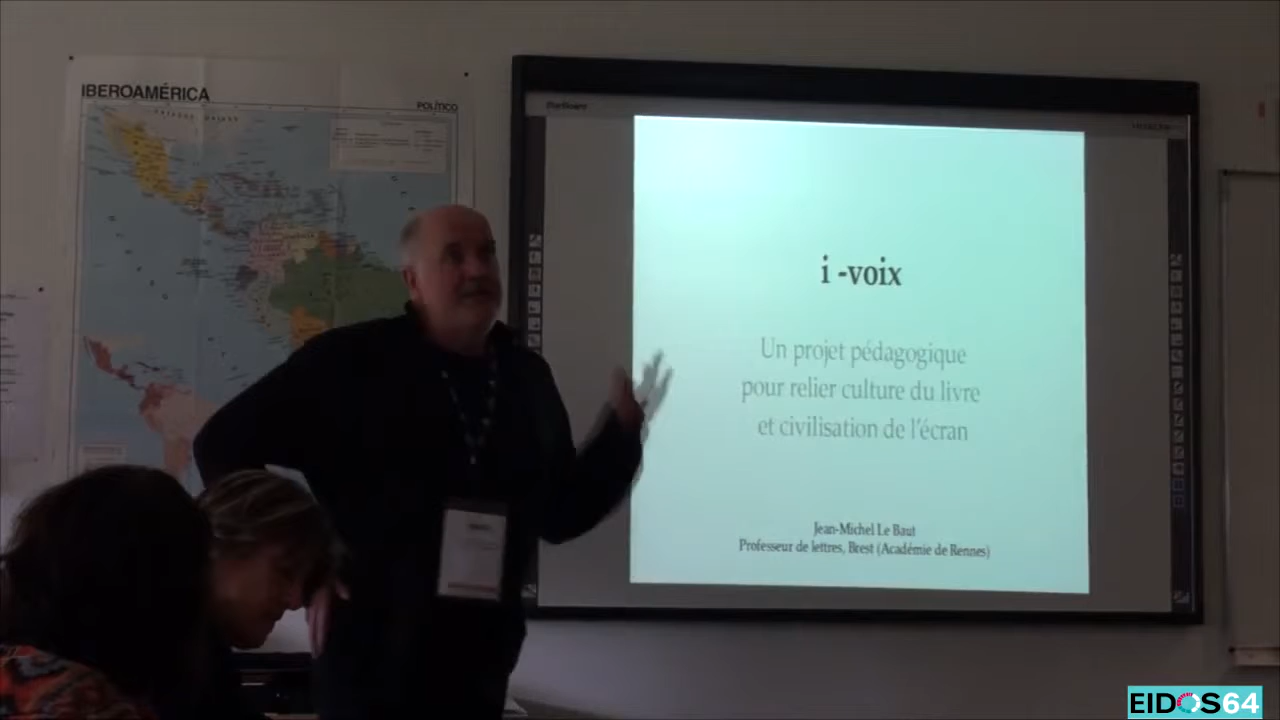 IBEROAMÉRICA
POLÍTICO
i -voix
Un projet pédagogique
pour relier culture du livre
et civilisation de l'écran
Jean-Michel Le Baut
Professeur de lettres, Brest (Académie de Rennes)
EIDOS64